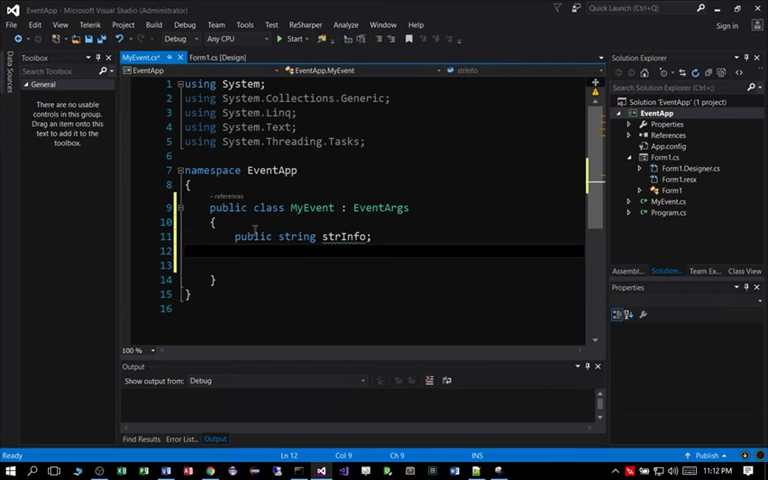 EventApp - Microsoft Visual Studio
Quick Launch (Ctrl+Q)
File Edit View Telerik Project Build Debug Team Tools Test ReSharper Analyze Window Help
Sign in
Debug Any CPU Start
Data Sources
Toolbox
Search Toolbox
General
There are no usable
controls in this group.
Drag an item onto this
text to add it to the
toolbox.
MyEvent.cs* Form1.cs [Design]
EventApp EventApp.MyEvent strInfo
1 using System;
2 using System.Collections.Generic;
3 using System.Linq;
4 using System.Text;
5 using System.Threading.Tasks;
6
7 namespace EventApp
8 {
- references
9 public class MyEvent : EventArgs
10 {
11 public string strInfo;
12
13
14 }
15 }
16
100 %
Output
Show output from: Debug
Find Results Error List... Output
Solution Explorer
Search Solution Explorer (Ctrl+;)
Solution 'EventApp' (1 project)
EventApp
Properties
References
App.config
Form1.cs
Form1.Designer.cs
Form1.resx
Form1
MyEvent.cs
Program.cs
Assembl... Solution... Team Ex... Class View
Properties
Ready Ln 12 Col 9 Ch 9 INS Publish
11:12 PM